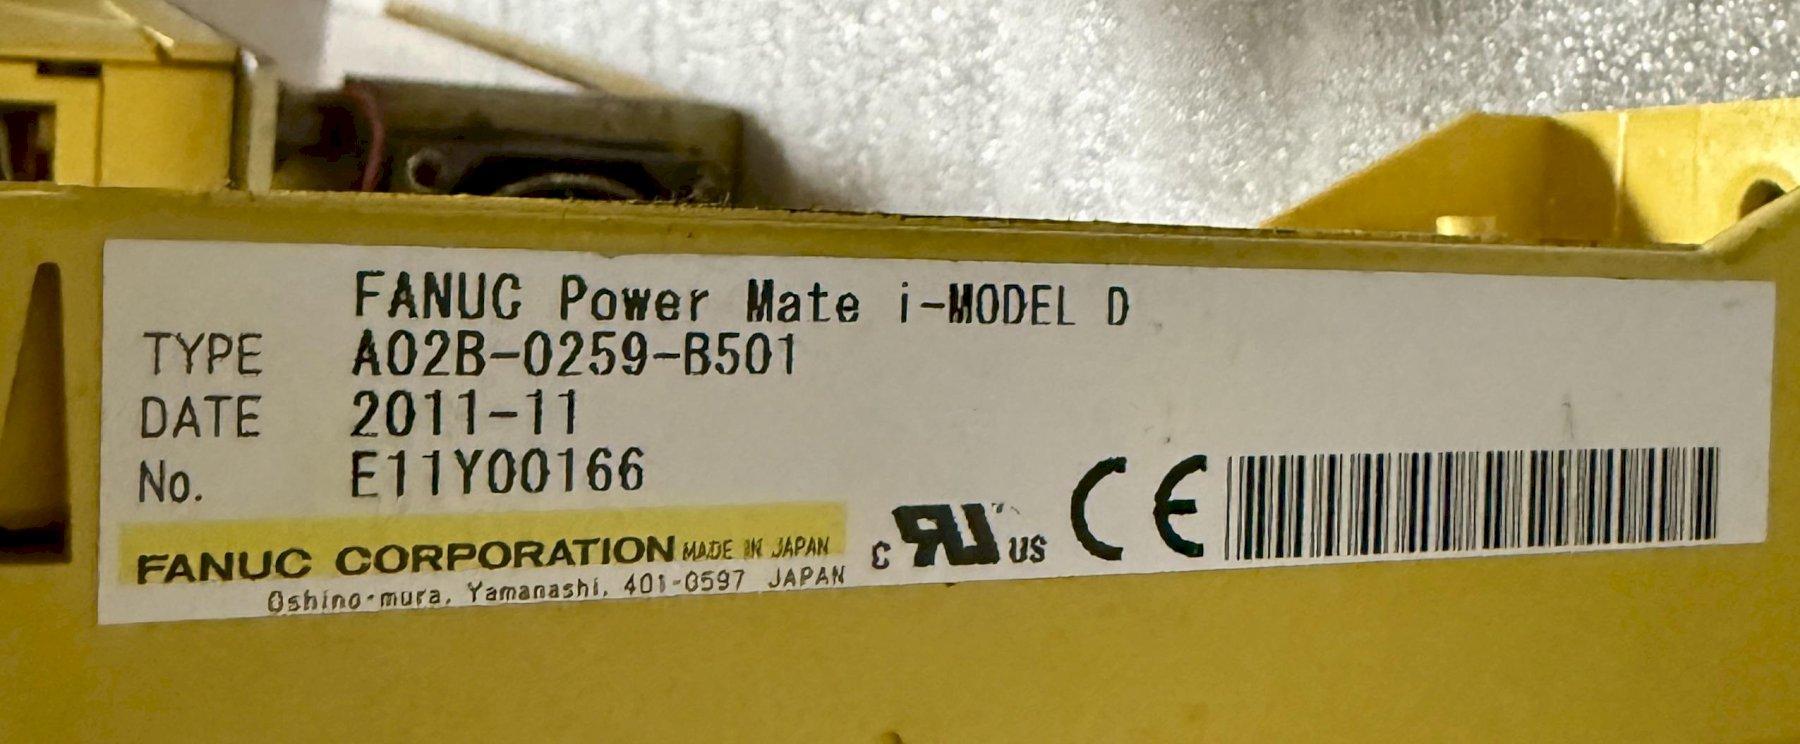 FANUC Power Mate i-MODEL D
TYPE A02B-0259-B501
DATE 2011-11
No. E11Y00166
FANUC CORPORATION MADE IN JAPAN
Oshino-mura, Yamanashi, 401-0597 JAPAN
c RU US CE